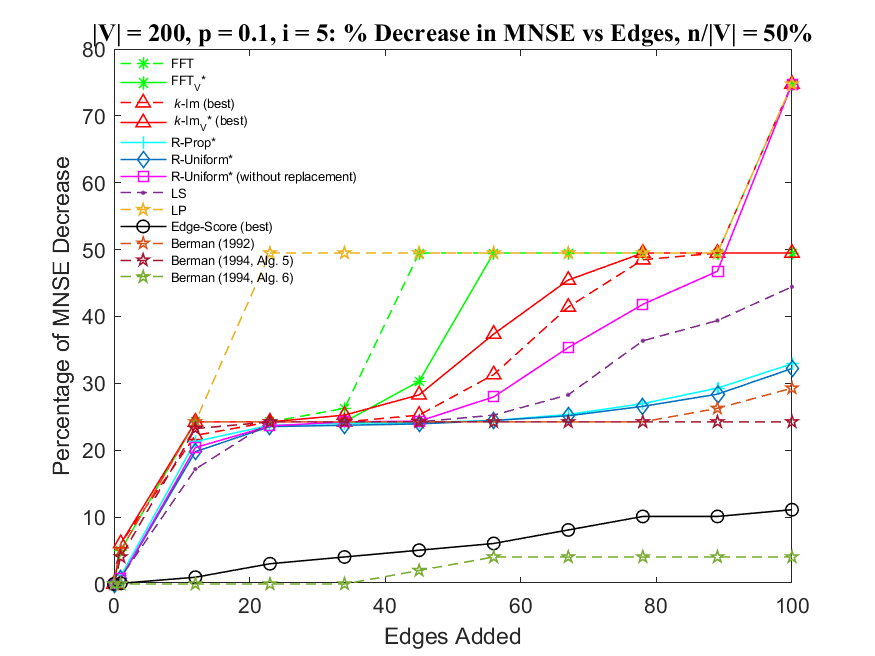 |V| = 200, p = 0.1, i = 5: % Decrease in MNSE vs Edges, n/|V| = 50%
80
70
60
50
40
30
20
10
0
Percentage of MNSE Decrease
FFT
FFTV*
k-Im (best)
k-ImV* (best)
R-Prop*
R-Uniform*
R-Uniform* (without replacement)
LS
LP
Edge-Score (best)
Berman (1992)
Berman (1994, Alg. 5)
Berman (1994, Alg. 6)
0 20 40 60 80 100
Edges Added